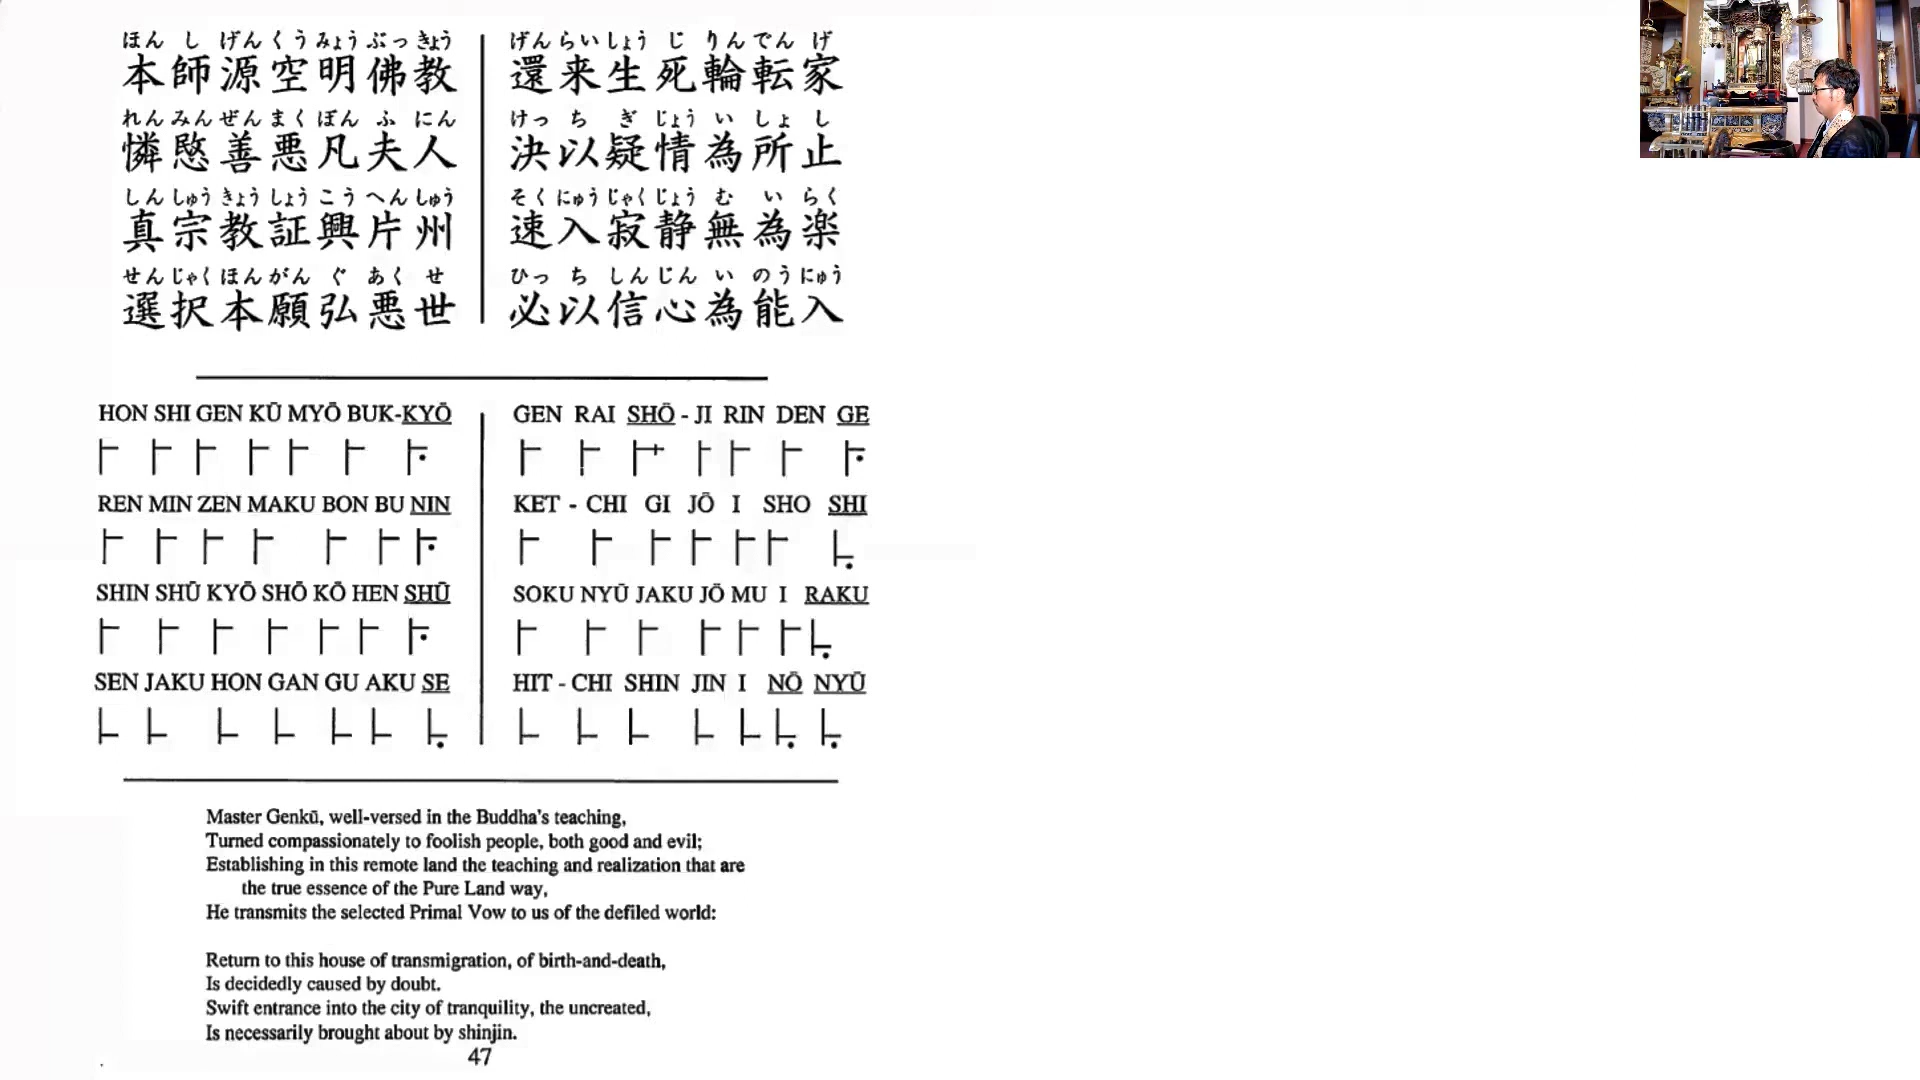 ほん し げん くう みょう ぶっ きょう
本師源空明佛教
れん みん ぜん まく ぼん ふ にん
憐愍善悪凡夫人
しん しゅう きょう しょう こう へん しゅう
真宗教証興片州
せん じゃく ほん がん ぐ あく せ
選択本願弘悪世
げん らい しょう じ りん でん げ
還来生死輪転家
けっ ち ぎ じょう い しょ し
決以疑情為所止
そく にゅう じゃく じょう む い らく
速入寂静無為楽
ひっ ち しん じん い のう にゅう
必以信心為能入
HON SHI GEN KŪ MYŌ BUK-KYŌ
REN MIN ZEN MAKU BON BU NIN
SHIN SHŪ KYŌ SHŌ KŌ HEN SHŪ
SEN JAKU HON GAN GU AKU SE
GEN RAI SHŌ - JI RIN DEN GE
KET - CHI GI JŌ I SHO SHI
SOKU NYŪ JAKU JŌ MU I RAKU
HIT - CHI SHIN JIN I NŌ NYŪ
Master Genkū, well-versed in the Buddha's teaching,
Turned compassionately to foolish people, both good and evil;
Establishing in this remote land the teaching and realization that are
the true essence of the Pure Land way,
He transmits the selected Primal Vow to us of the defiled world:
Return to this house of transmigration, of birth-and-death,
Is decidedly caused by doubt.
Swift entrance into the city of tranquility, the uncreated,
Is necessarily brought about by shinjin.
47